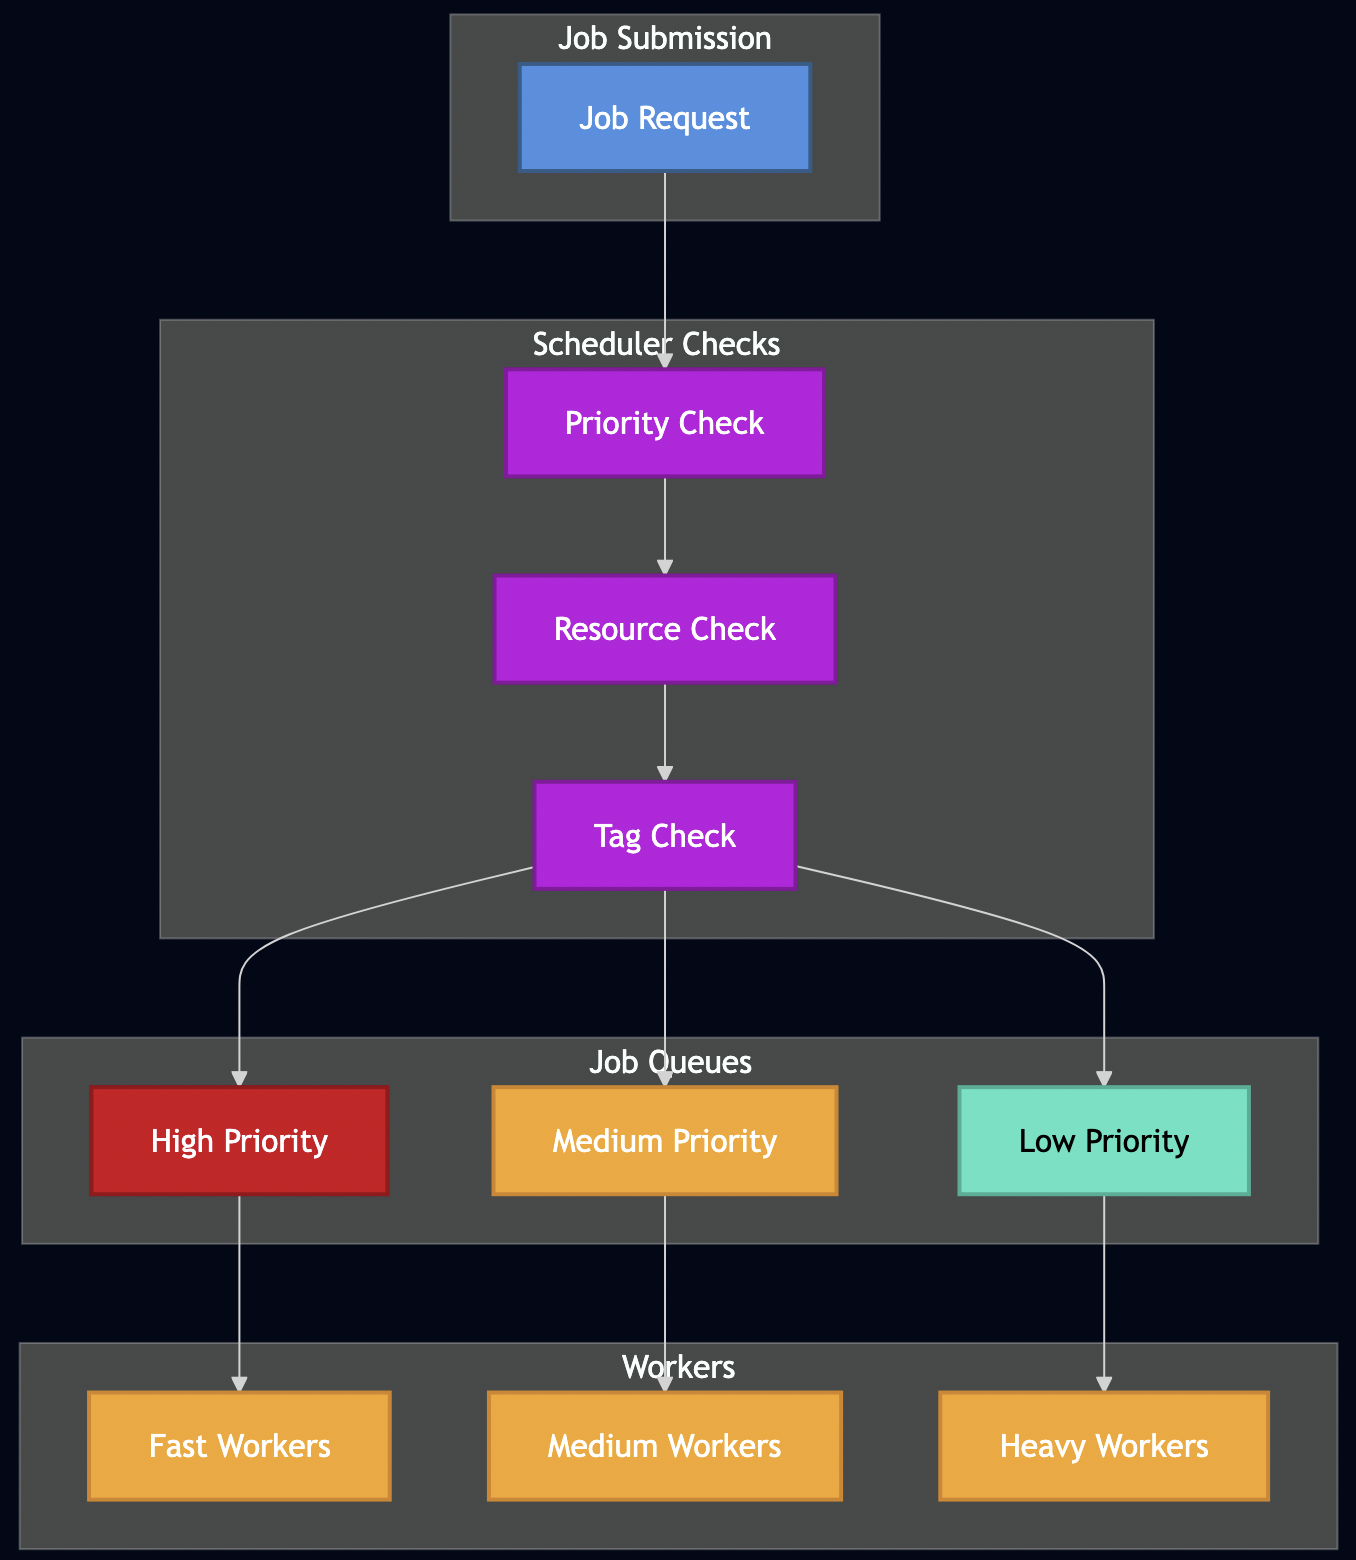 Job Submission
Job Request
Scheduler Checks
Priority Check
Resource Check
Tag Check
Job Queues
High Priority
Medium Priority
Low Priority
Workers
Fast Workers
Medium Workers
Heavy Workers